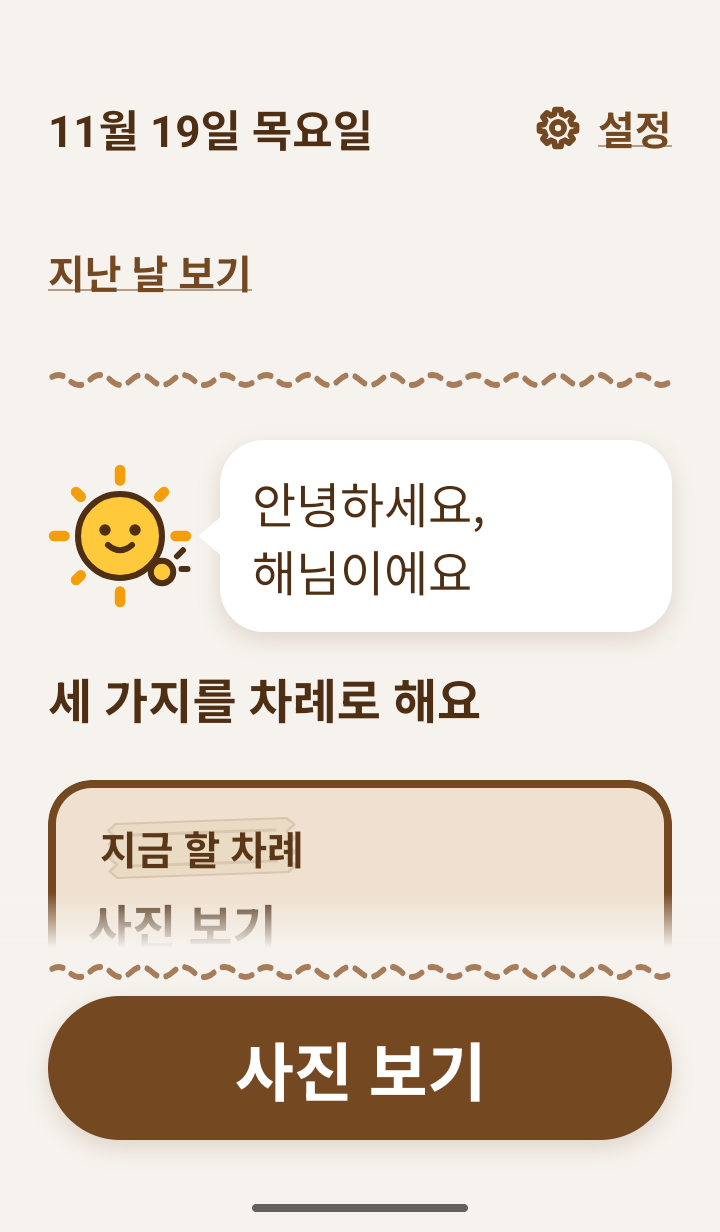 11월 19일 목요일
설정
지난 날 보기
안녕하세요,
해님이에요
세 가지를 차례로 해요
지금 할 차례
사진 보기
사진 보기